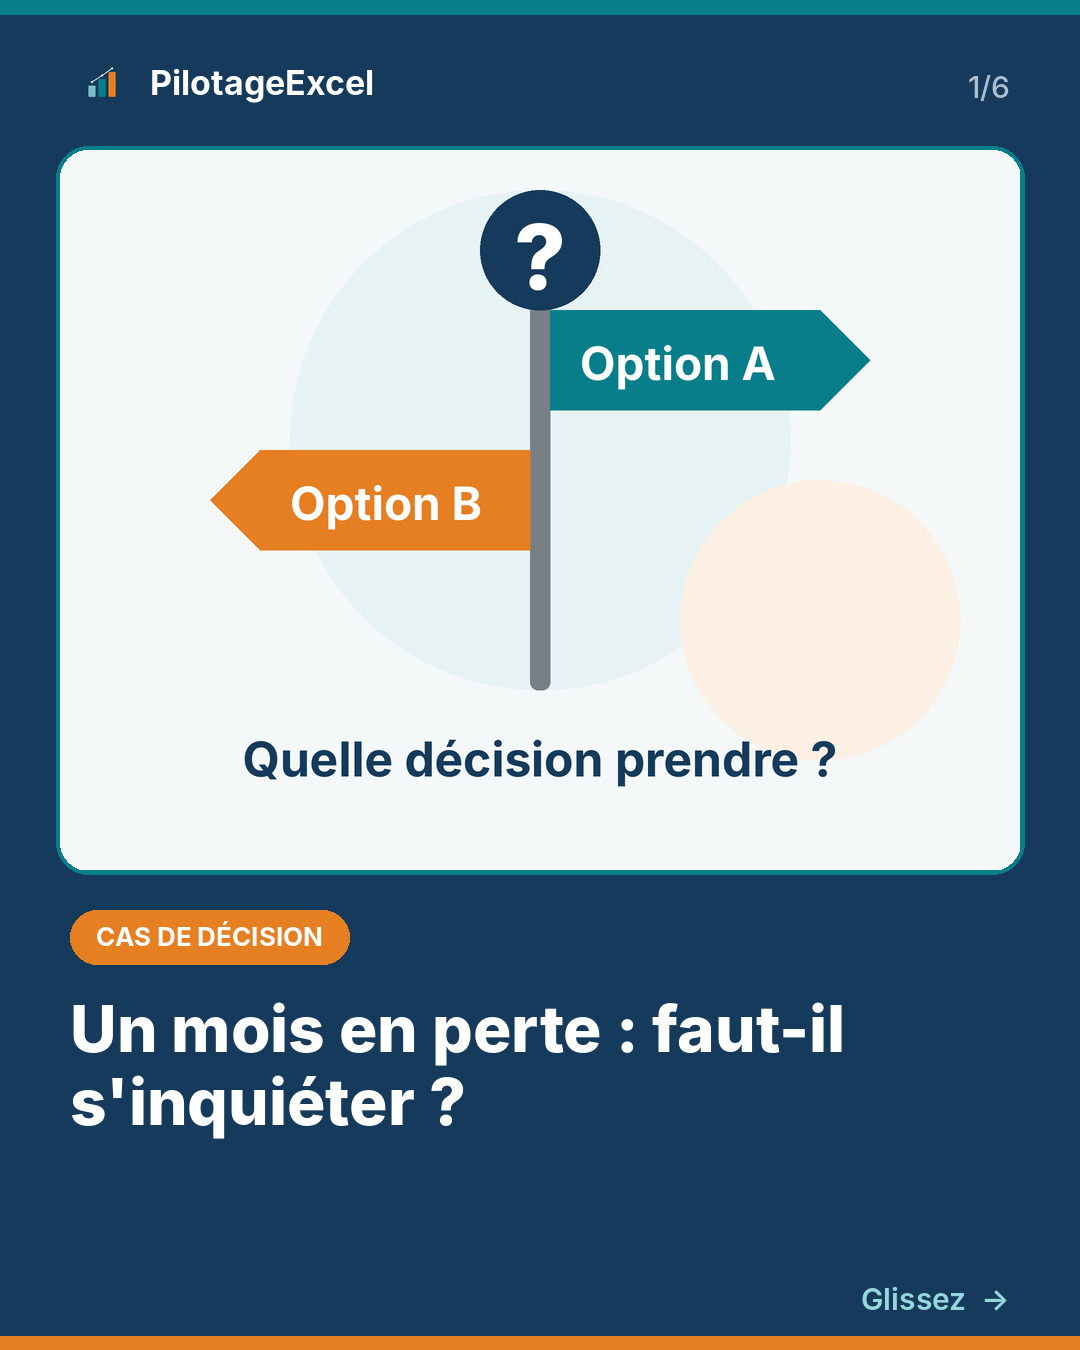 PilotageExcel
1/6
?
Option A
Option B
Quelle décision prendre ?
CAS DE DÉCISION
Un mois en perte : faut-il
s'inquiéter ?
Glissez →